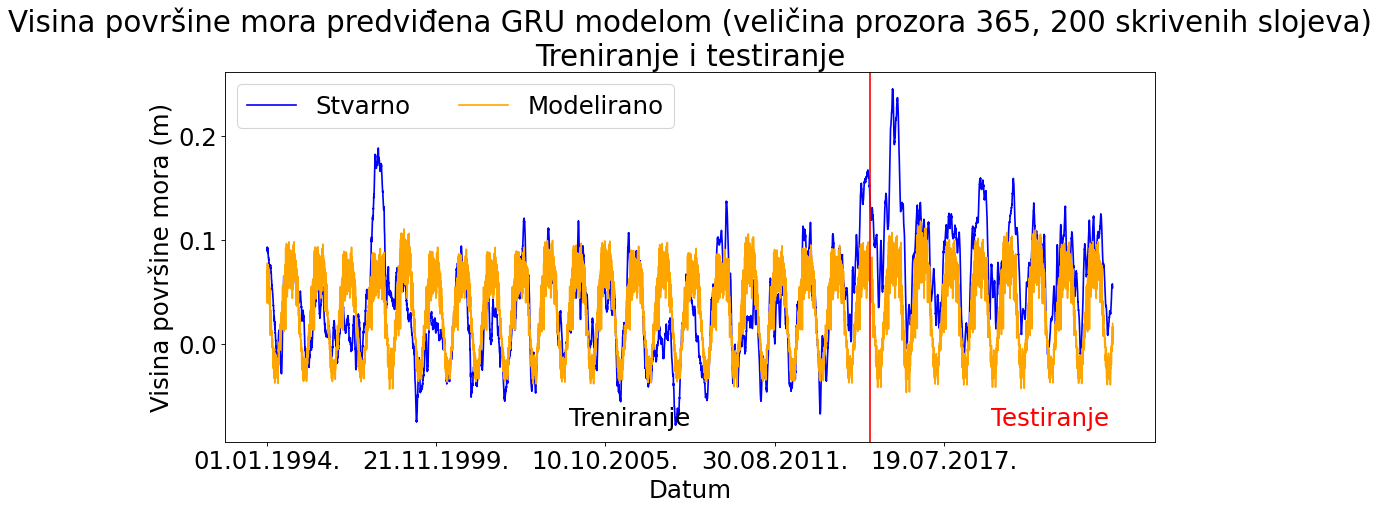 Visina površine mora predviđena GRU modelom (veličina prozora 365, 200 skrivenih slojeva)
Treniranje i testiranje
Stvarno
Modelirano
Visina površine mora (m)
0.2
0.1
0.0
Treniranje
Testiranje
01.01.1994.
21.11.1999.
10.10.2005.
30.08.2011.
19.07.2017.
Datum